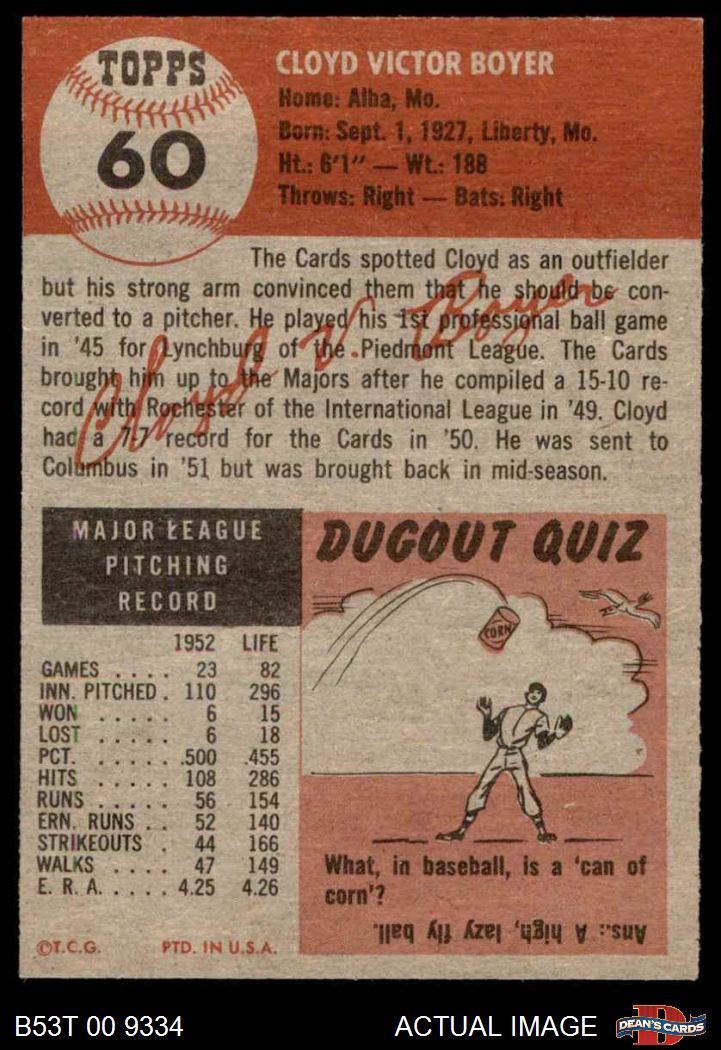 TOPPS
60
CLOYD VICTOR BOYER
Home: Alba, Mo.
Born: Sept. 1, 1927, Liberty, Mo.
Ht.: 6'1" — Wt.: 188
Throws: Right — Bats: Right
The Cards spotted Cloyd as an outfielder
but his strong arm convinced them that he should be con-
verted to a pitcher. He played his 1st professional ball game
in '45 for Lynchburg of the Piedmont League. The Cards
brought him up to the Majors after he compiled a 15-10 re-
cord with Rochester of the International League in '49. Cloyd
had a 7-7 record for the Cards in '50. He was sent to
Columbus in '51 but was brought back in mid-season.
Cloyd V. Boyer
MAJOR LEAGUE
PITCHING
RECORD
1952 LIFE
GAMES . . . . 23 82
INN. PITCHED . 110 296
WON . . . . . 6 15
LOST . . . . . 6 18
PCT. . . . . . .500 .455
HITS . . . . . 108 286
RUNS . . . . . 56 154
ERN. RUNS . . 52 140
STRIKEOUTS . 44 166
WALKS . . . . 47 149
E. R. A. . . . . 4.25 4.26
©T.C.G. PTD. IN U.S.A.
DUGOUT QUIZ
CORN
What, in baseball, is a 'can of
corn'?
Ans.: A high, lazy fly ball.
B53T 00 9334 ACTUAL IMAGE
D
DEAN'S CARDS